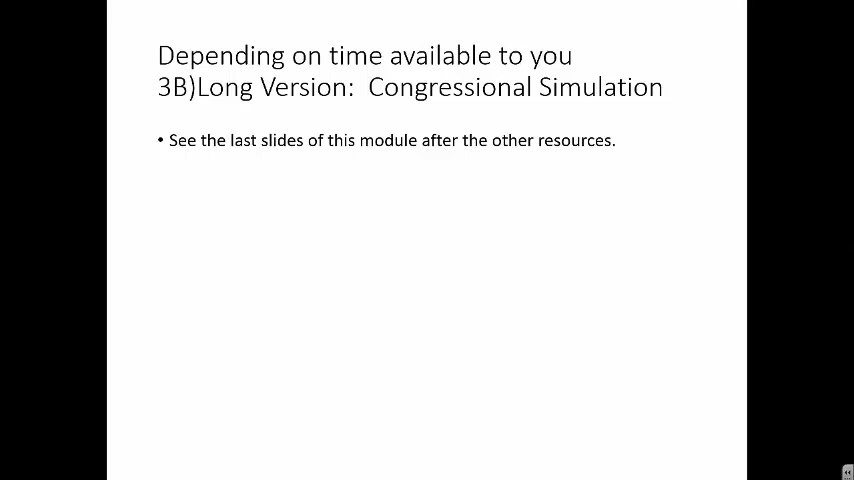 Depending on time available to you
3B)Long Version:  Congressional Simulation
• See the last slides of this module after the other resources.